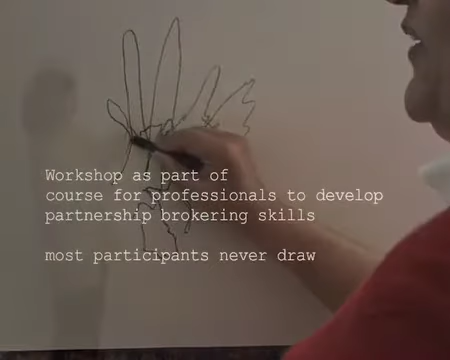 Workshop as part of
course for professionals to develop
partnership brokering skills
most participants never draw